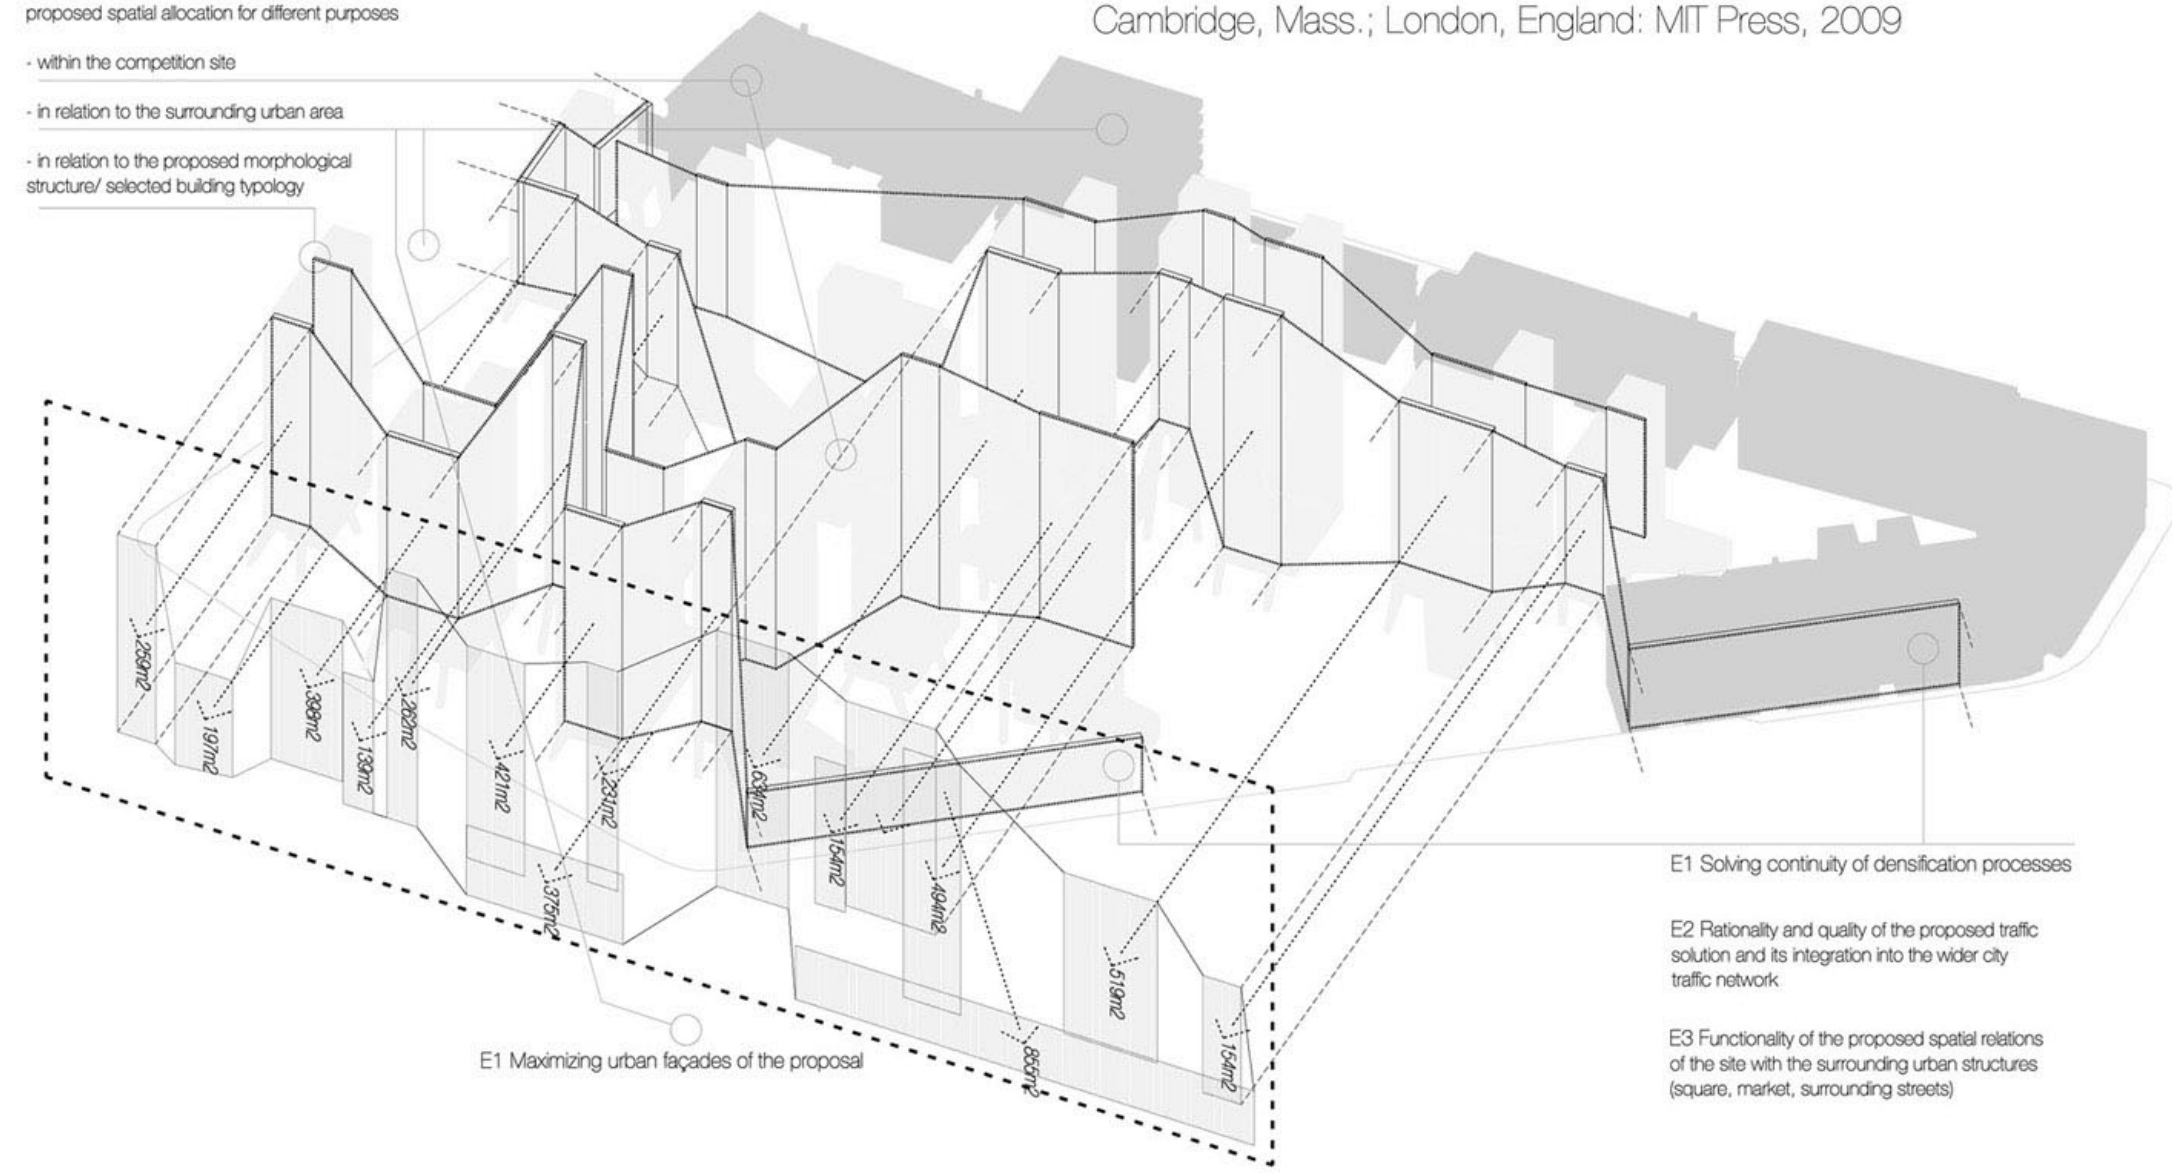 proposed spatial allocation for different purposes
- within the competition site
- in relation to the surrounding urban area
- in relation to the proposed morphological
structure/ selected building typology
Cambridge, Mass.; London, England: MIT Press, 2009
259m2
197m2
398m2
139m2
262m2
421m2
231m2
375m2
154m2
494m2
855m2
519m2
154m2
E1 Maximizing urban façades of the proposal
E1 Solving continuity of densification processes
E2 Rationality and quality of the proposed traffic
solution and its integration into the wider city
traffic network
E3 Functionality of the proposed spatial relations
of the site with the surrounding urban structures
(square, market, surrounding streets)